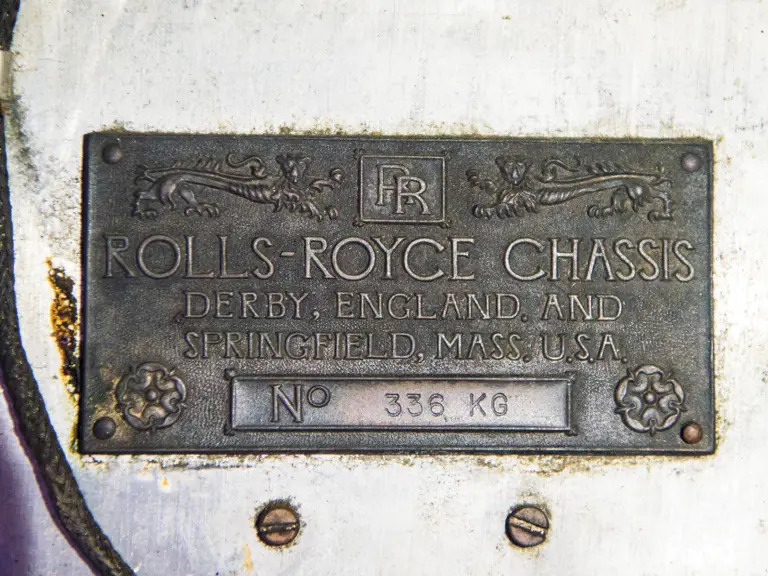 RR
ROLLS-ROYCE CHASSIS
DERBY, ENGLAND. AND
SPRINGFIELD, MASS. U.S.A.
No 336 KG